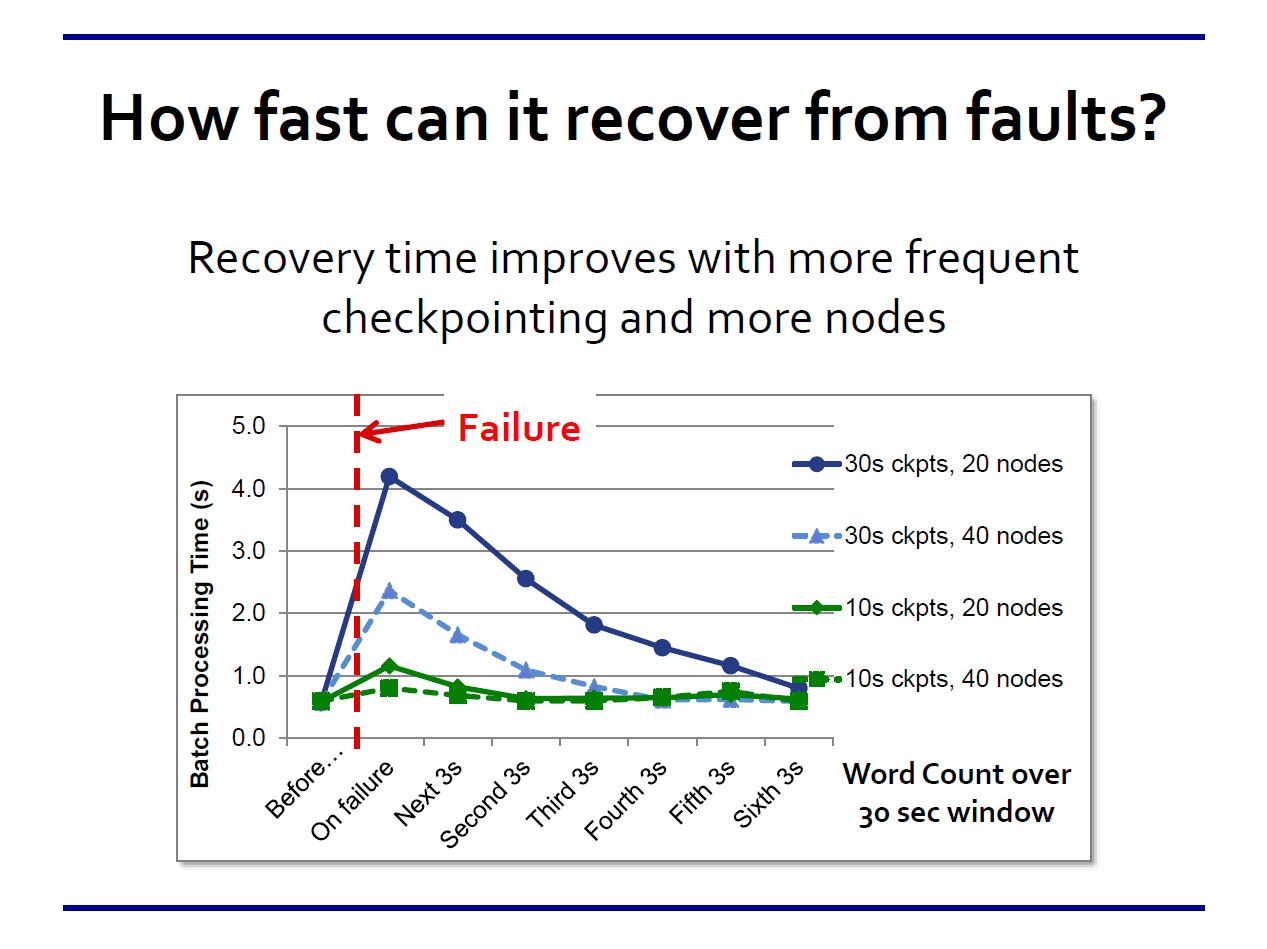 How fast can it recover from faults?
Recovery time improves with more frequent
checkpointing and more nodes
Failure
Batch Processing Time (s)
5.0
4.0
3.0
2.0
1.0
0.0
Before...
On failure
Next 3s
Second 3s
Third 3s
Fourth 3s
Fifth 3s
Sixth 3s
30s ckpts, 20 nodes
30s ckpts, 40 nodes
10s ckpts, 20 nodes
10s ckpts, 40 nodes
Word Count over
30 sec window